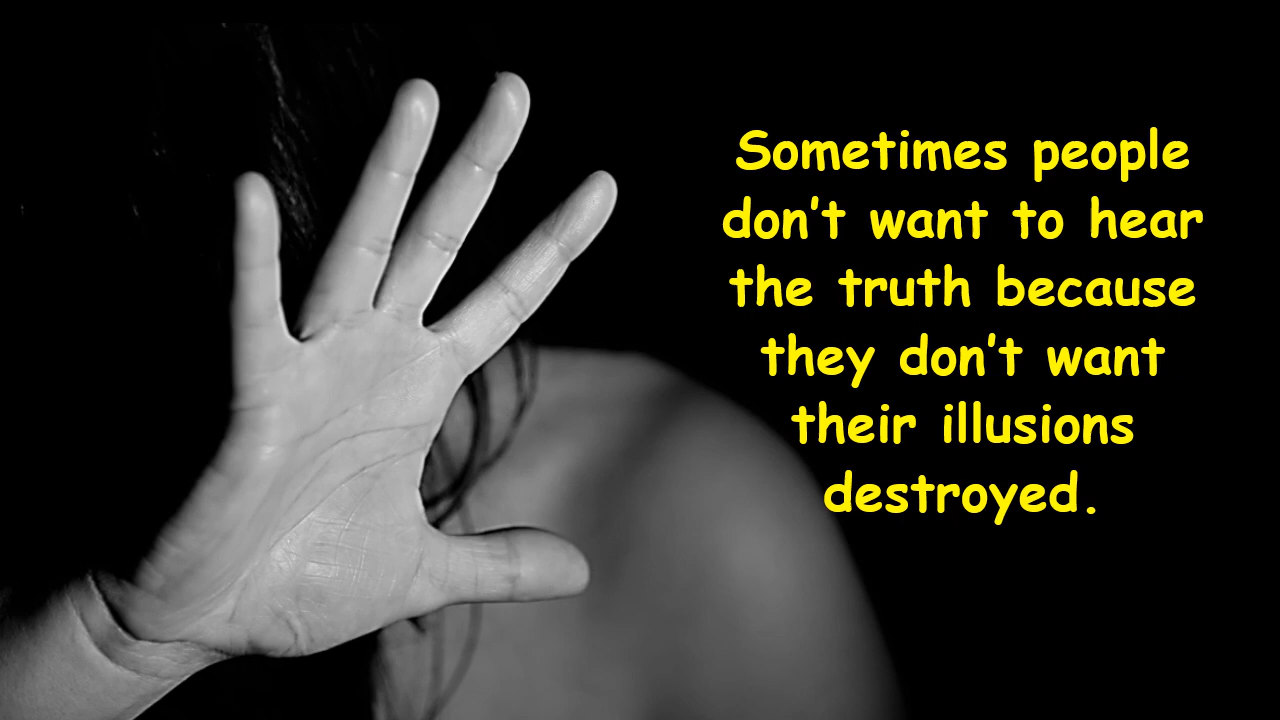 Sometimes people
don’t want to hear
the truth because
they don’t want
their illusions
destroyed.